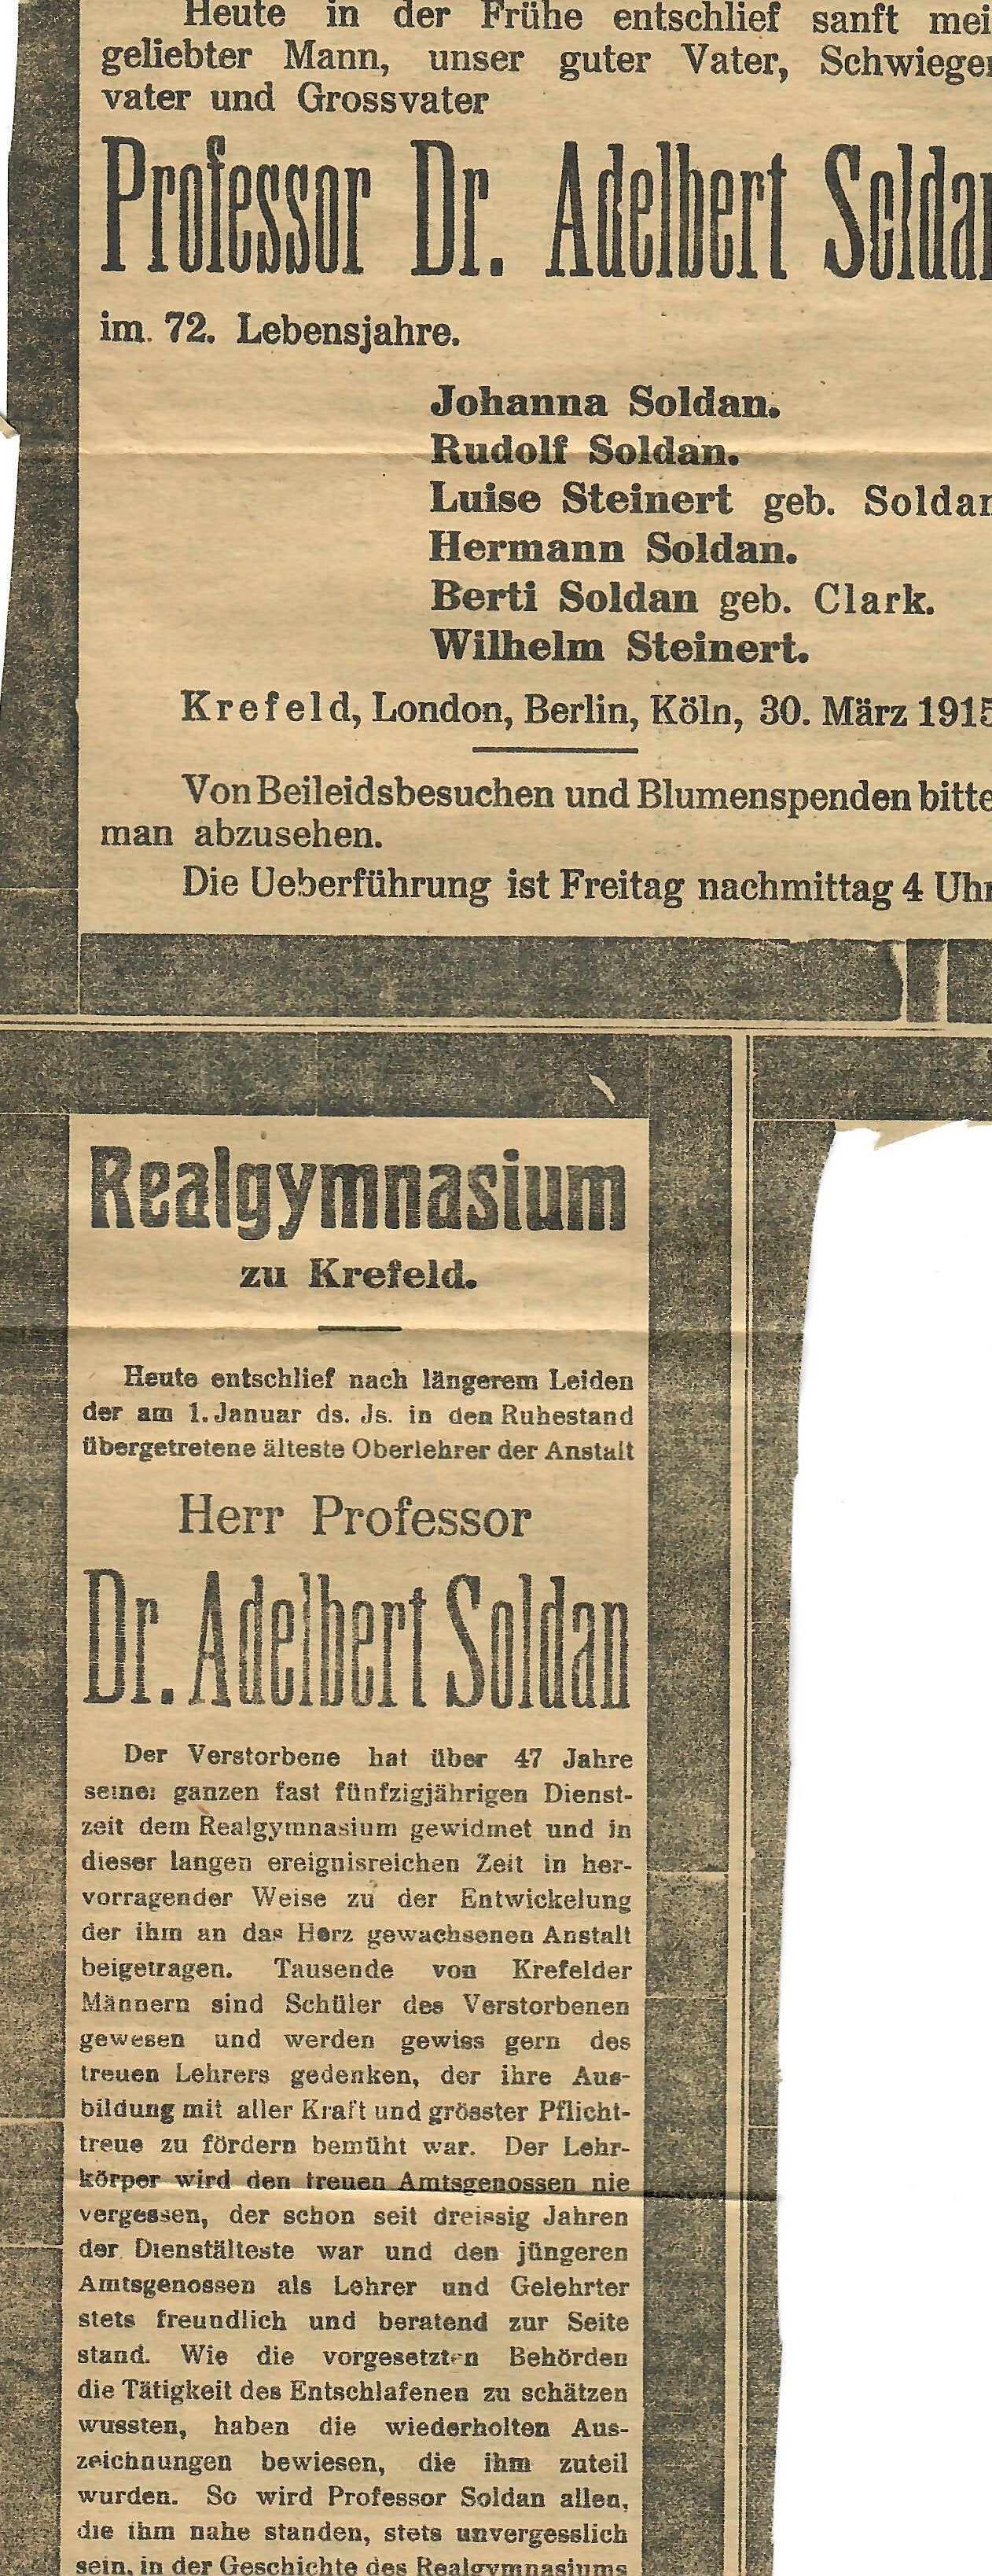 Heute in der Frühe entschlief sanft mei
geliebter Mann, unser guter Vater, Schwieger
vater und Grossvater
Professor Dr. Adelbert Soldan
im 72. Lebensjahre.
Johanna Soldan.
Rudolf Soldan.
Luise Steinert geb. Soldan
Hermann Soldan.
Berti Soldan geb. Clark.
Wilhelm Steinert.
Krefeld, London, Berlin, Köln, 30. März 1915
Von Beileidsbesuchen und Blumenspenden bitte
man abzusehen.
Die Ueberführung ist Freitag nachmittag 4 Uhr
Realgymnasium
zu Krefeld.
Heute entschlief nach längerem Leiden
der am 1. Januar ds. Js. in den Ruhestand
übergetretene älteste Oberlehrer der Anstalt
Herr Professor
Dr. Adelbert Soldan
Der Verstorbene hat über 47 Jahre
seiner ganzen fast fünfzigjährigen Dienst-
zeit dem Realgymnasium gewidmet und in
dieser langen ereignisreichen Zeit in her-
vorragender Weise zu der Entwickelung
der ihm an das Herz gewachsenen Anstalt
beigetragen. Tausende von Krefelder
Männern sind Schüler des Verstorbenen
gewesen und werden gewiss gern des
treuen Lehrers gedenken, der ihre Aus-
bildung mit aller Kraft und grösster Pflicht-
treue zu fördern bemüht war. Der Lehr-
körper wird den treuen Amtsgenossen nie
vergessen, der schon seit dreissig Jahren
der Dienstälteste war und den jüngeren
Amtsgenossen als Lehrer und Gelehrter
stets freundlich und beratend zur Seite
stand. Wie die vorgesetzten Behörden
die Tätigkeit des Entschlafenen zu schätzen
wussten, haben die wiederholten Aus-
zeichnungen bewiesen, die ihm zuteil
wurden. So wird Professor Soldan allen,
die ihm nahe standen, stets unvergesslich
sein, in der Geschichte des Realgymnasiums